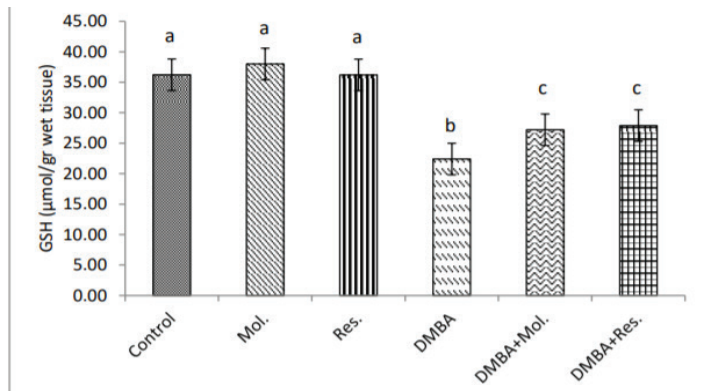 45.00
40.00
35.00
30.00
25.00
20.00
15.00
10.00
5.00
0.00
GSH (μmol/gr wet tissue)
a
a
a
b
c
c
Control
Mol.
Res.
DMBA
DMBA+Mol.
DMBA+Res.